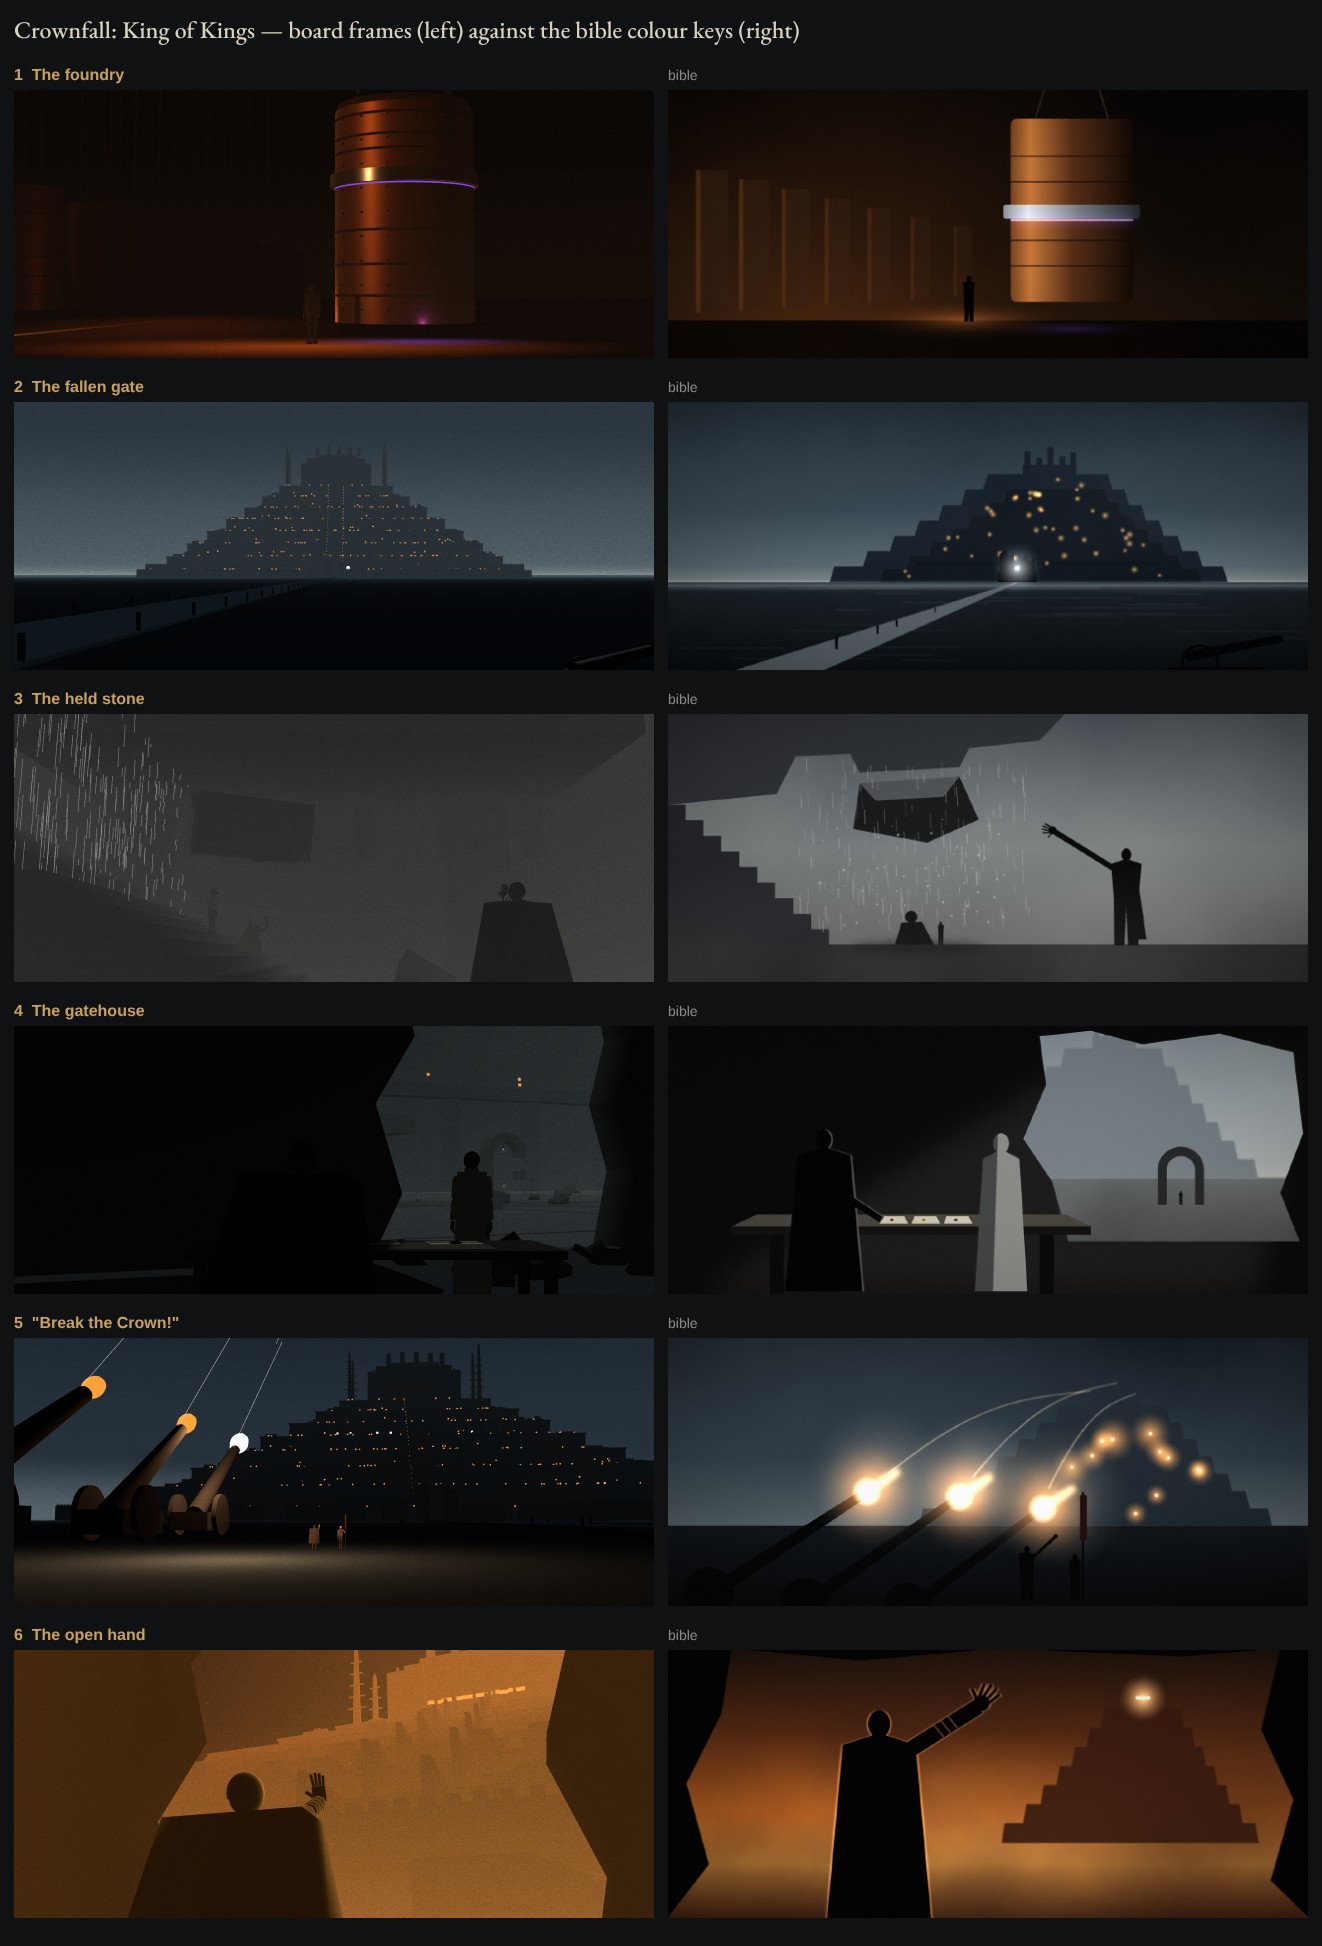 Crownfall: King of Kings — board frames (left) against the bible colour keys (right)
1 The foundry
bible
2 The fallen gate
bible
3 The held stone
bible
4 The gatehouse
bible
5 "Break the Crown!"
bible
6 The open hand
bible